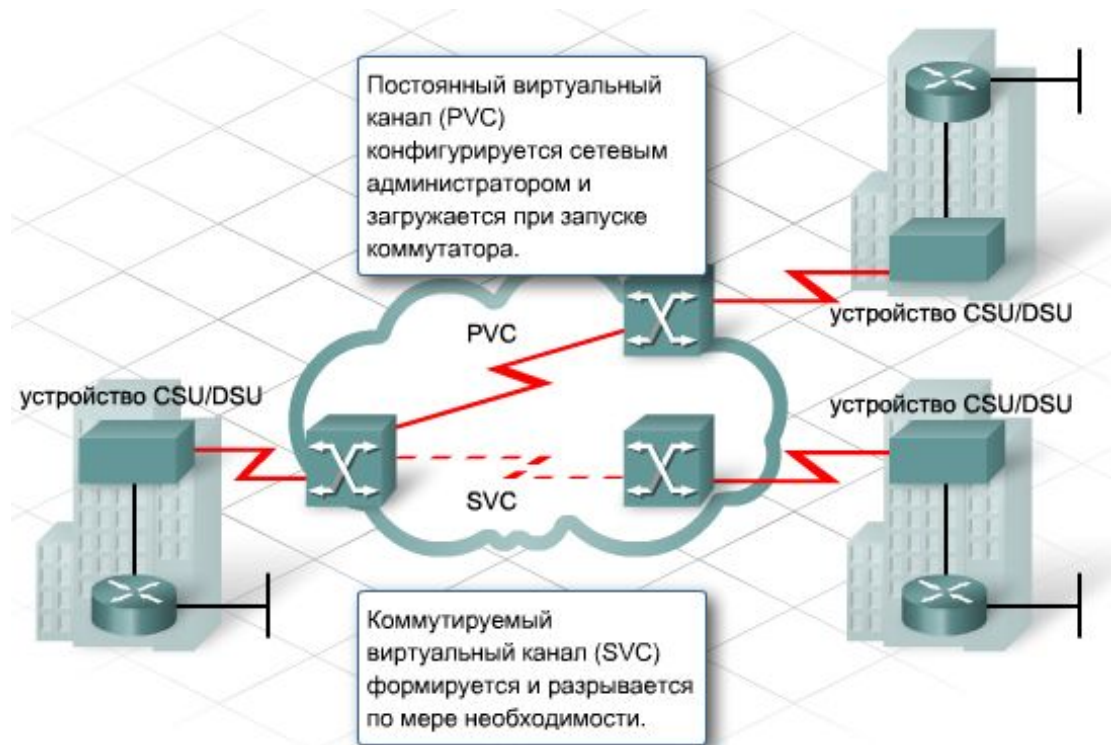 Постоянный виртуальный
канал (PVC)
конфигурируется сетевым
администратором и
загружается при запуске
коммутатора.
устройство CSU/DSU
PVC
устройство CSU/DSU
устройство CSU/DSU
SVC
Коммутируемый
виртуальный канал (SVC)
формируется и разрывается
по мере необходимости.